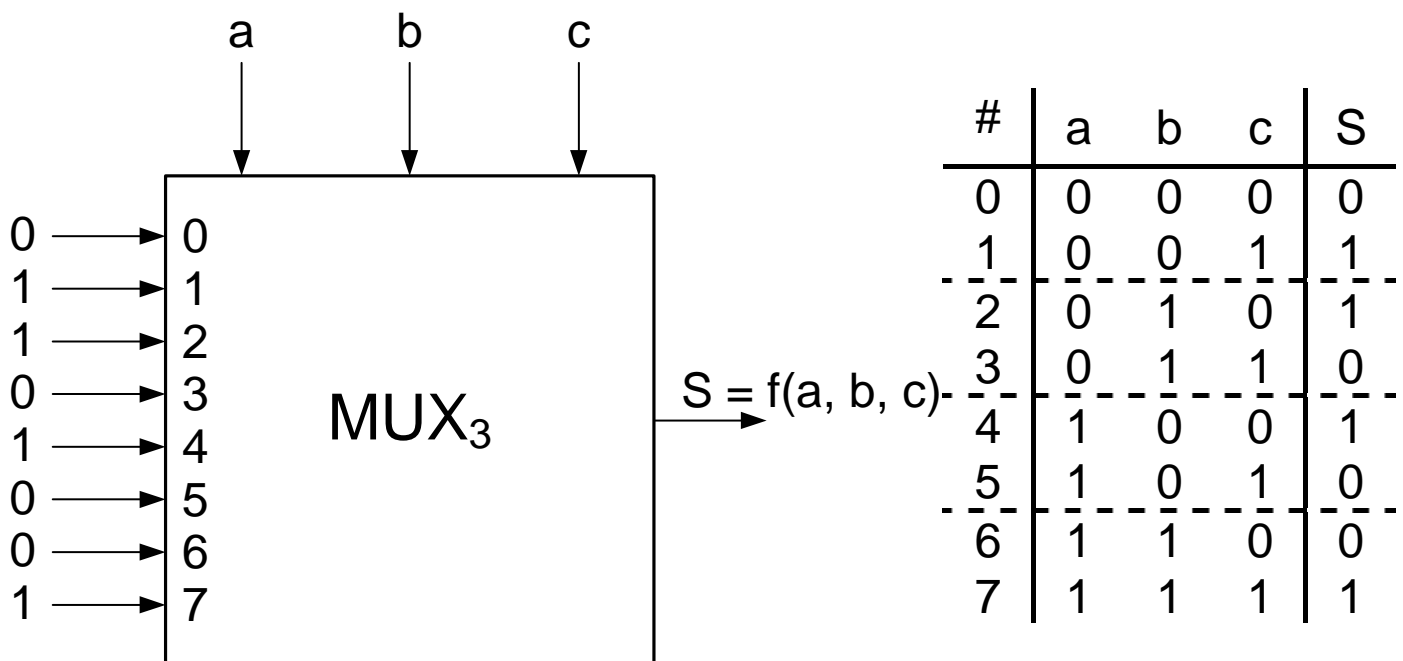 a b c
0 0
1 1
1 2
0 3
1 4
0 5
0 6
1 7
MUX₃
S = f(a, b, c)
# a b c S
0 0 0 0 0
1 0 0 1 1
2 0 1 0 1
3 0 1 1 0
4 1 0 0 1
5 1 0 1 0
6 1 1 0 0
7 1 1 1 1